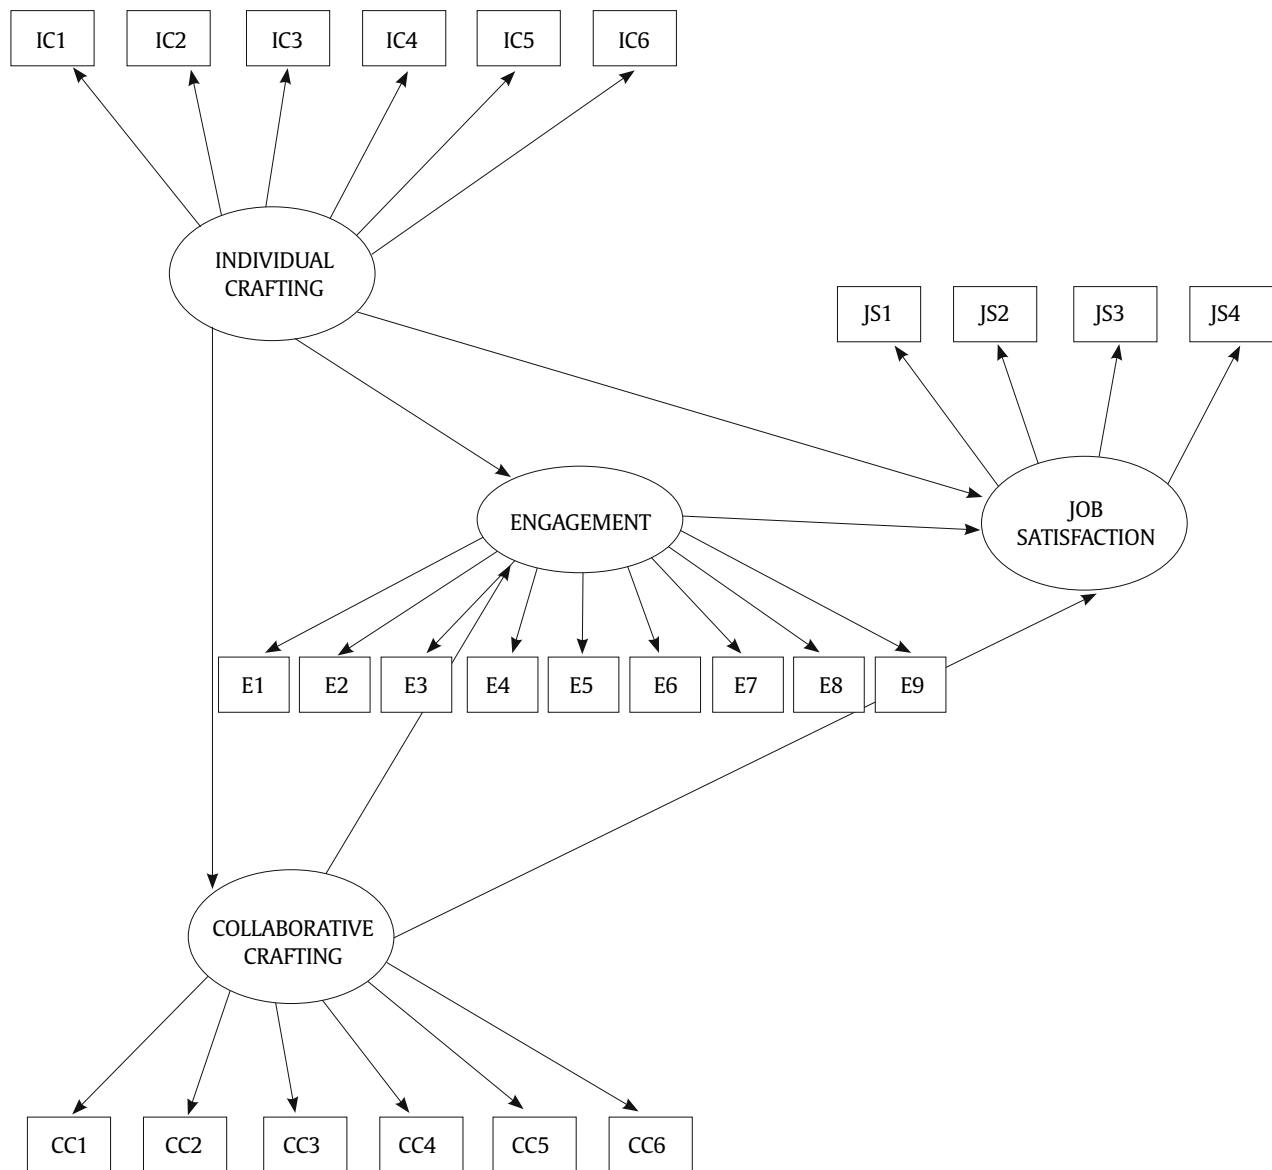 IC1
IC2
IC3
IC4
IC5
IC6
INDIVIDUAL
CRAFTING
JS1
JS2
JS3
JS4
JOB
SATISFACTION
ENGAGEMENT
E1
E2
E3
E4
E5
E6
E7
E8
E9
COLLABORATIVE
CRAFTING
CC1
CC2
CC3
CC4
CC5
CC6